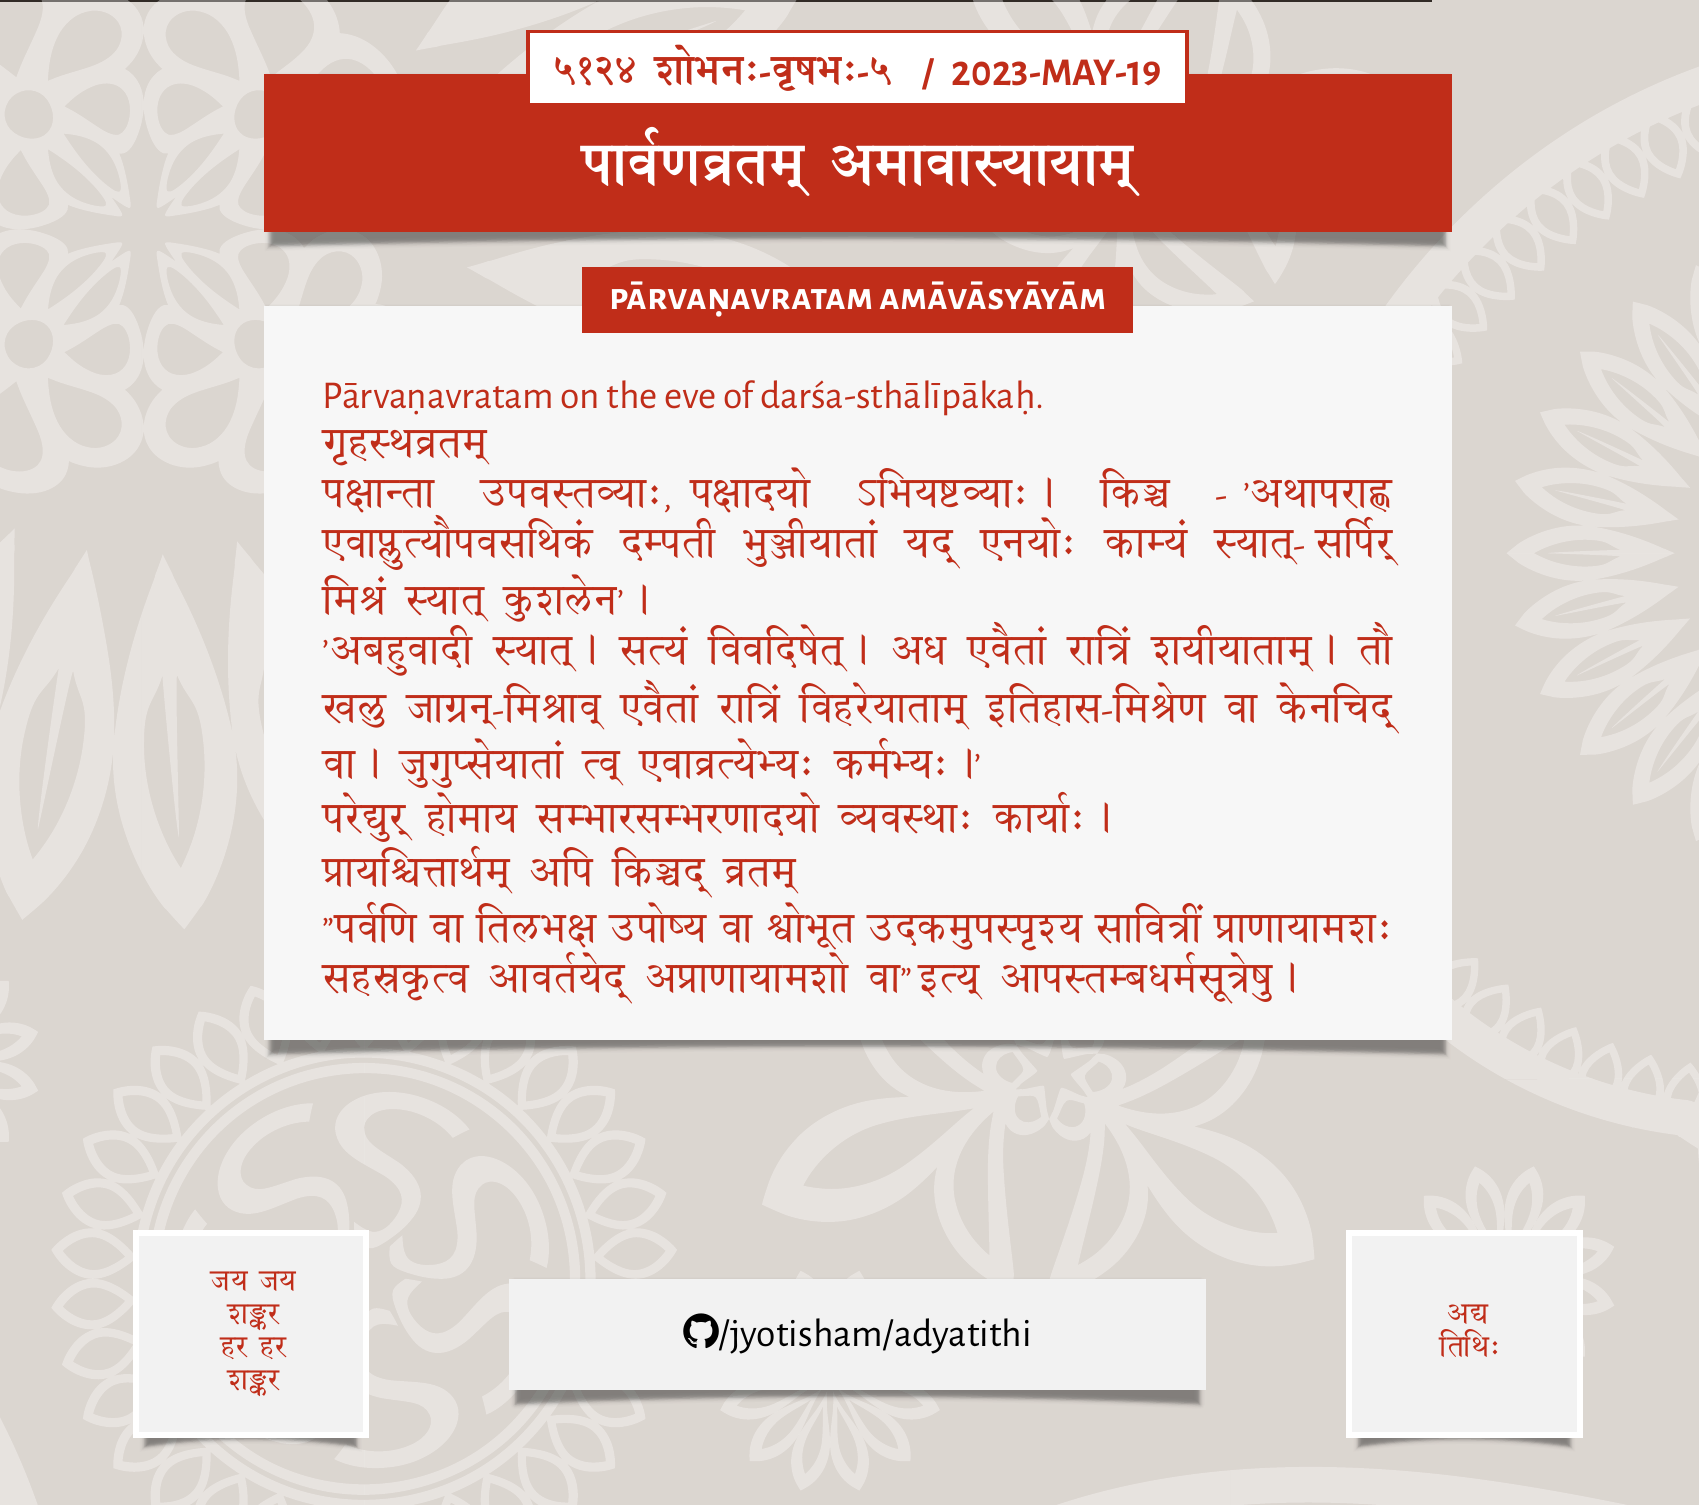 ५१२४ शोभनः-वृषभः-५ / 2023-MAY-19
पार्वणव्रतम् अमावास्यायाम्
PĀRVAṆAVRATAM AMĀVĀSYĀYĀM
Pārvaṇavratam on the eve of darśa-sthālīpākaḥ.
गृहस्थव्रतम्
पक्षान्ता उपवस्तव्याः, पक्षादयो ऽभियष्टव्याः। किञ्च - ’अथापराह्ण
एवाप्लुत्यौपवसथिकं दम्पती भुञ्जीयातां यद् एनयोः काम्यं स्यात्- सर्पिर्
मिश्रं स्यात् कुशलेन’।
’अबहुवादी स्यात्। सत्यं विवदिषेत्। अध एवैतां रात्रिं शयीयाताम्। तौ
खलु जाग्रन्-मिश्राव् एवैतां रात्रिं विहरेयाताम् इतिहास-मिश्रेण वा केनचिद्
वा। जुगुप्सेयातां त्व् एवाव्रत्येभ्यः कर्मभ्यः।’
परेद्युर् होमाय सम्भारसम्भरणादयो व्यवस्थाः कार्याः।
प्रायश्चित्तार्थम् अपि किञ्चद् व्रतम्
”पर्वणि वा तिलभक्ष उपोष्य वा श्वोभूत उदकमुपस्पृश्य सावित्रीं प्राणायामशः
सहस्रकृत्व आवर्तयेद् अप्राणायामशो वा” इत्य् आपस्तम्बधर्मसूत्रेषु।
जय जय
शङ्कर
हर हर
शङ्कर
/jyotisham/adyatithi
अद्य
तिथिः